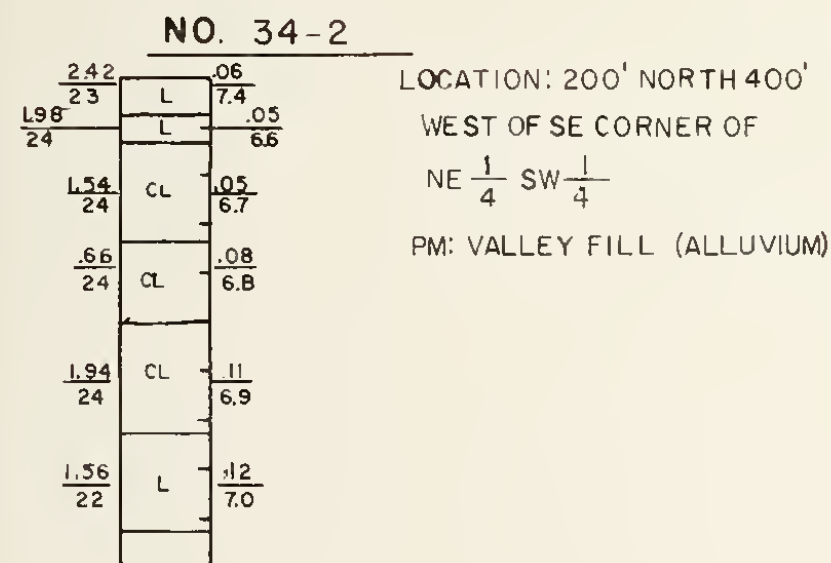 NO. 34-2
2.42 .06
23 L 7.4
1.98 L .05
24 6.6
1.54 CL .05
24 6.7
.66 .08
24 CL 6.8
1.94 CL .11
24 6.9
1.56 L .12
22 7.0
LOCATION: 200' NORTH 400'
WEST OF SE CORNER OF
NE 1/4 SW 1/4
PM: VALLEY FILL (ALLUVIUM)